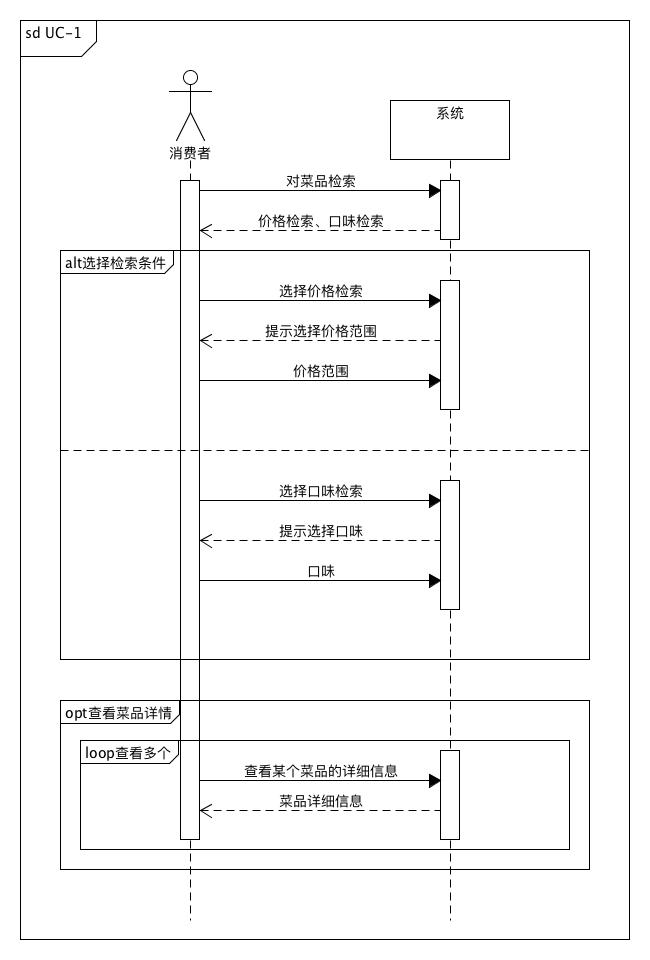 sd UC-1
消费者
系统
对菜品检索
价格检索、口味检索
alt选择检索条件
选择价格检索
提示选择价格范围
价格范围
选择口味检索
提示选择口味
口味
opt查看菜品详情
loop查看多个
查看某个菜品的详细信息
菜品详细信息